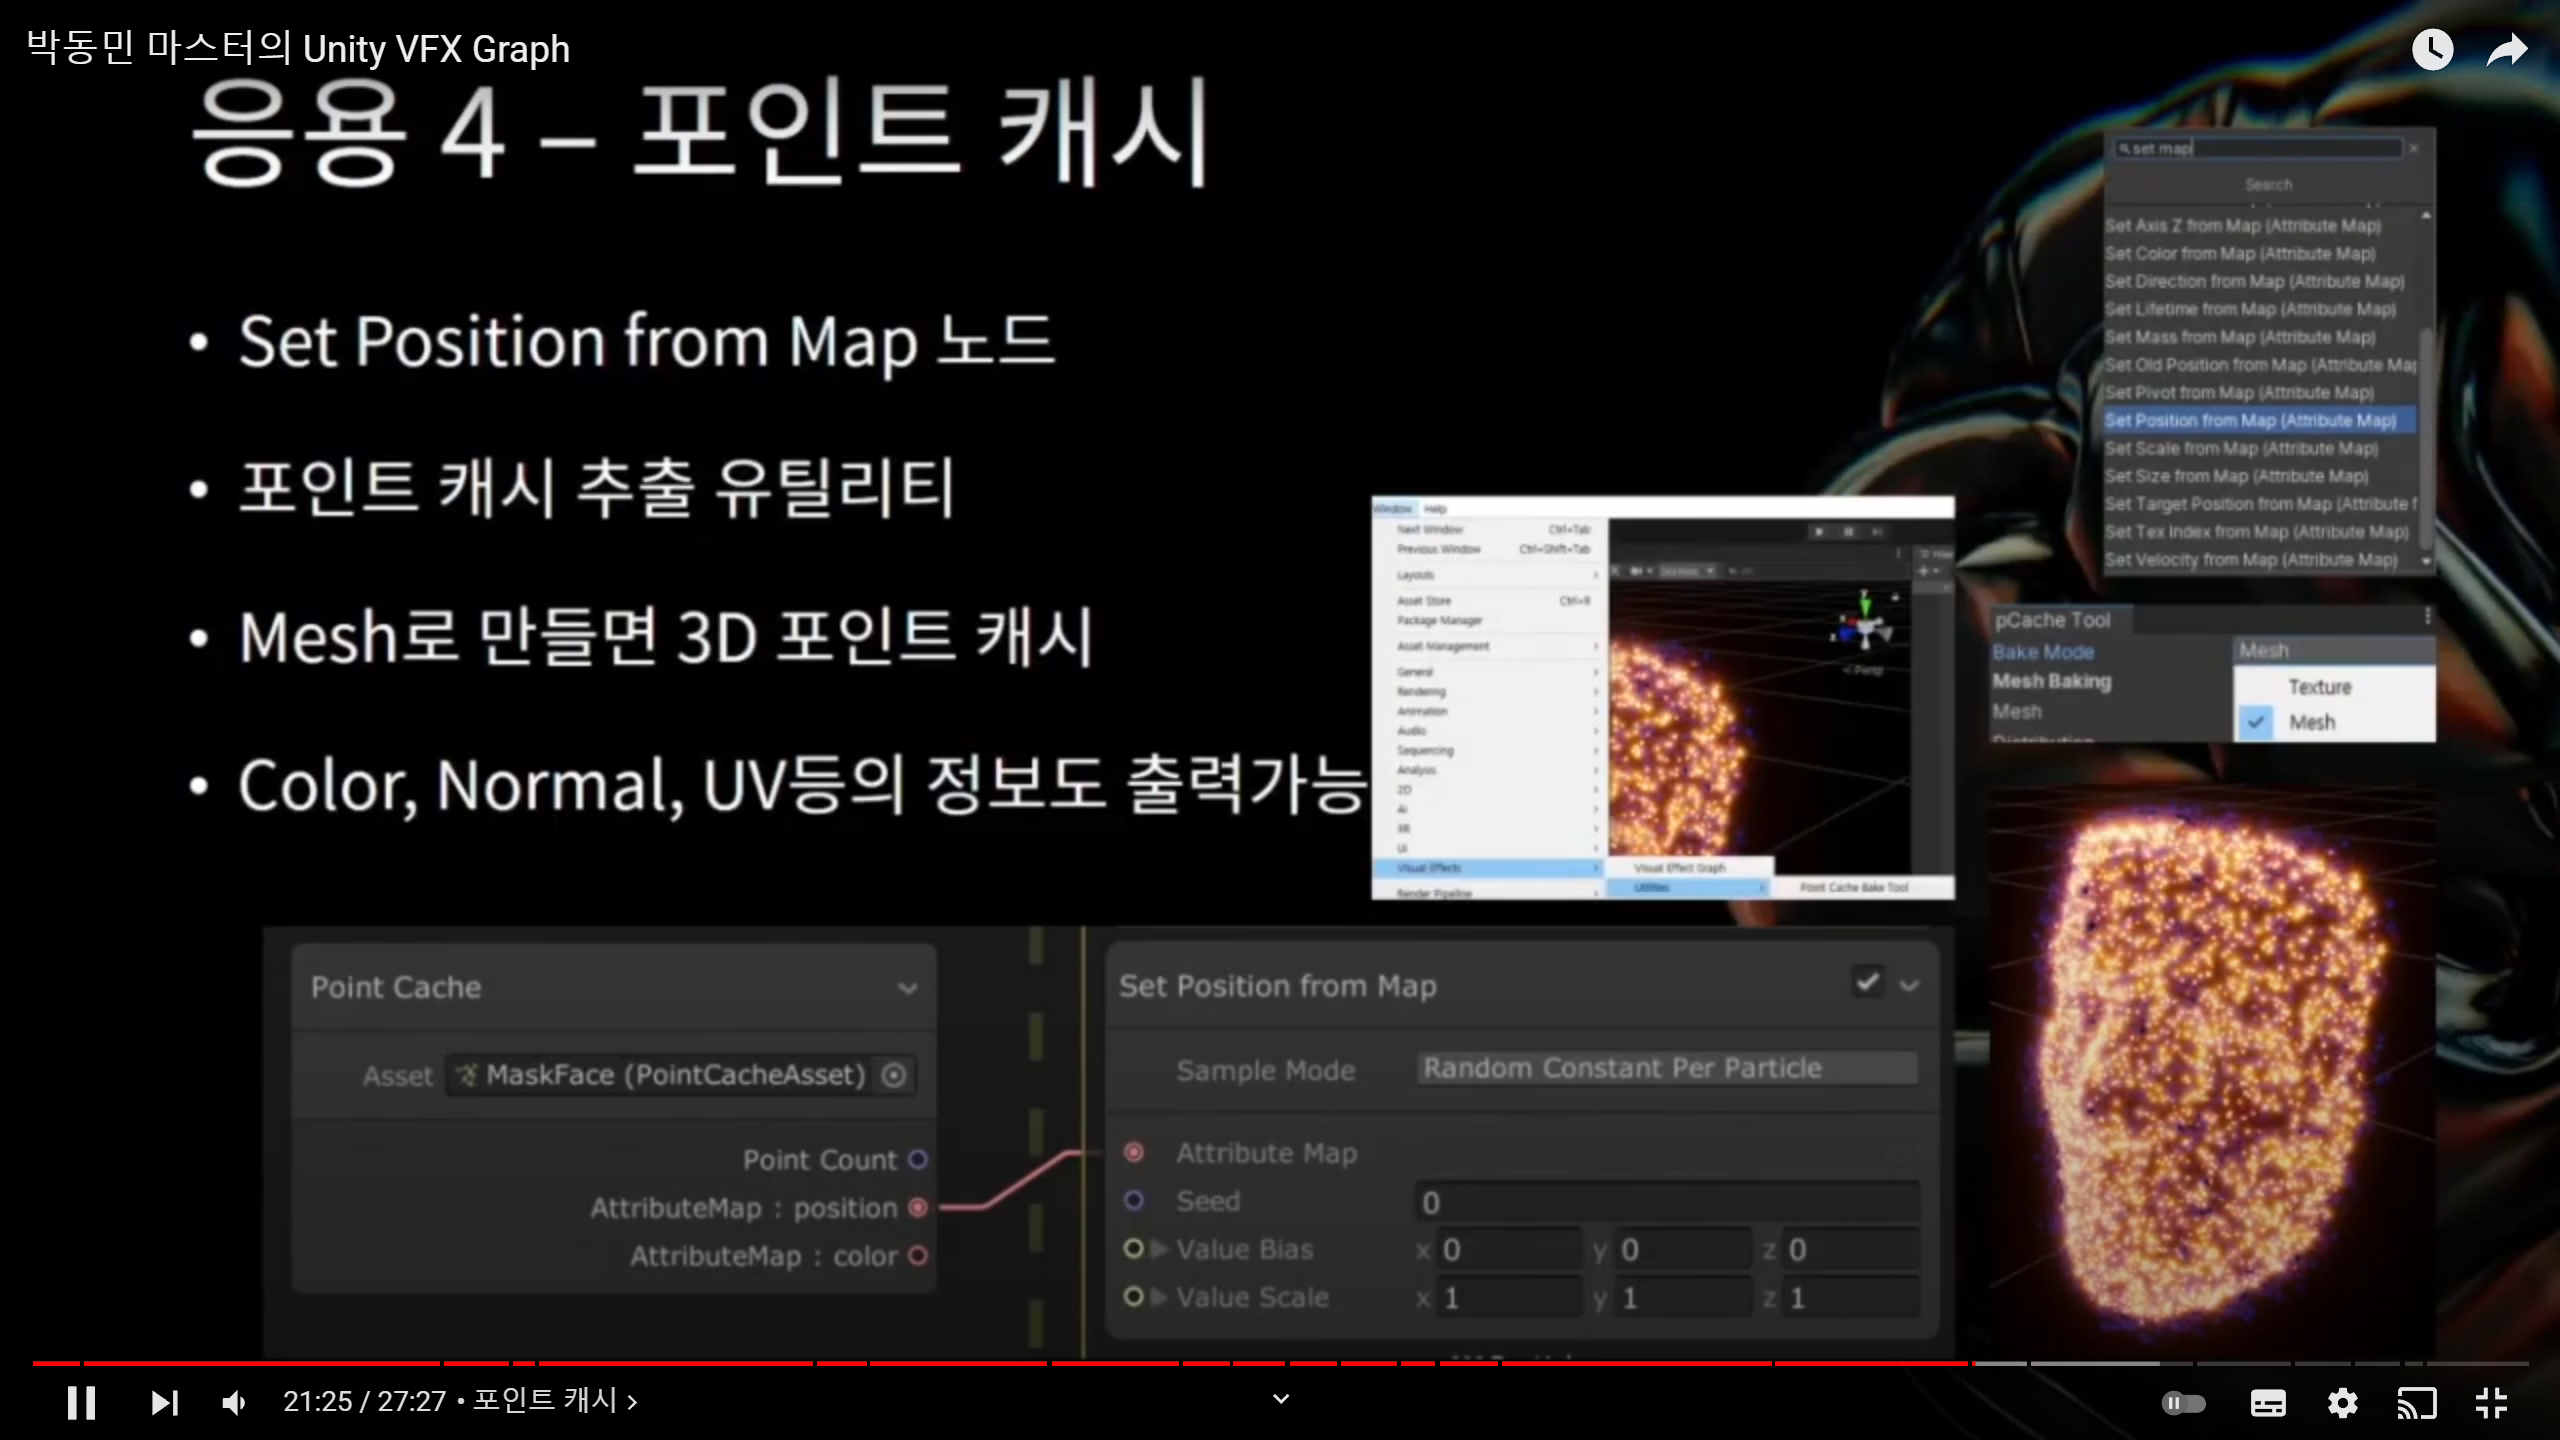 박동민 마스터의 Unity VFX Graph
응용 4 – 포인트 캐시
• Set Position from Map 노드
• 포인트 캐시 추출 유틸리티
• Mesh로 만들면 3D 포인트 캐시
• Color, Normal, UV등의 정보도 출력가능
set map
Search
Set Axis Z from Map (Attribute Map)
Set Color from Map (Attribute Map)
Set Direction from Map (Attribute Map)
Set Lifetime from Map (Attribute Map)
Set Mass from Map (Attribute Map)
Set Old Position from Map (Attribute Map
Set Pivot from Map (Attribute Map)
Set Position from Map (Attribute Map)
Set Scale from Map (Attribute Map)
Set Size from Map (Attribute Map)
Set Target Position from Map (Attribute
Set Tex Index from Map (Attribute Map)
Set Velocity from Map (Attribute Map)
Window Help
Next Window Ctrl+Tab
Previous Window Ctrl+Shift+Tab
Layouts
Asset Store Ctrl+9
Package Manager
Asset Management
General
Rendering
Animation
Audio
Sequencing
Analysis
2D
AI
XR
UI
Visual Effects
Render Pipeline
Visual Effect Graph
Utilities
Point Cache Bake Tool
y
x
z
< Persp
pCache Tool
Bake Mode Mesh
Mesh Baking Texture
Mesh Mesh
Distribution
Point Cache
Asset MaskFace (PointCacheAsset)
Point Count
AttributeMap : position
AttributeMap : color
Set Position from Map
Sample Mode Random Constant Per Particle
Attribute Map
Seed 0
Value Bias x 0 y 0 z 0
Value Scale x 1 y 1 z 1
21:25 / 27:27 • 포인트 캐시